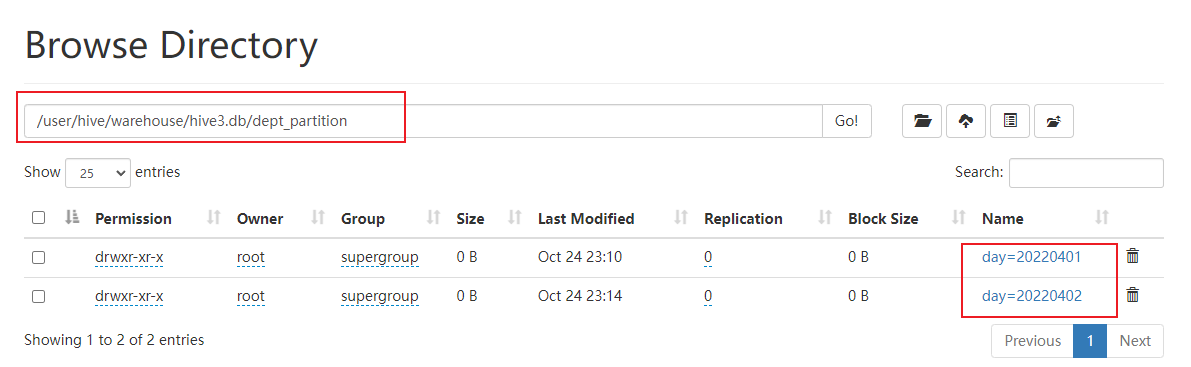 Browse Directory
/user/hive/warehouse/hive3.db/dept_partition Go!
Show 25 entries Search:
Permission Owner Group Size Last Modified Replication Block Size Name
drwxr-xr-x root supergroup 0 B Oct 24 23:10 0 0 B day=20220401
drwxr-xr-x root supergroup 0 B Oct 24 23:14 0 0 B day=20220402
Showing 1 to 2 of 2 entries Previous 1 Next